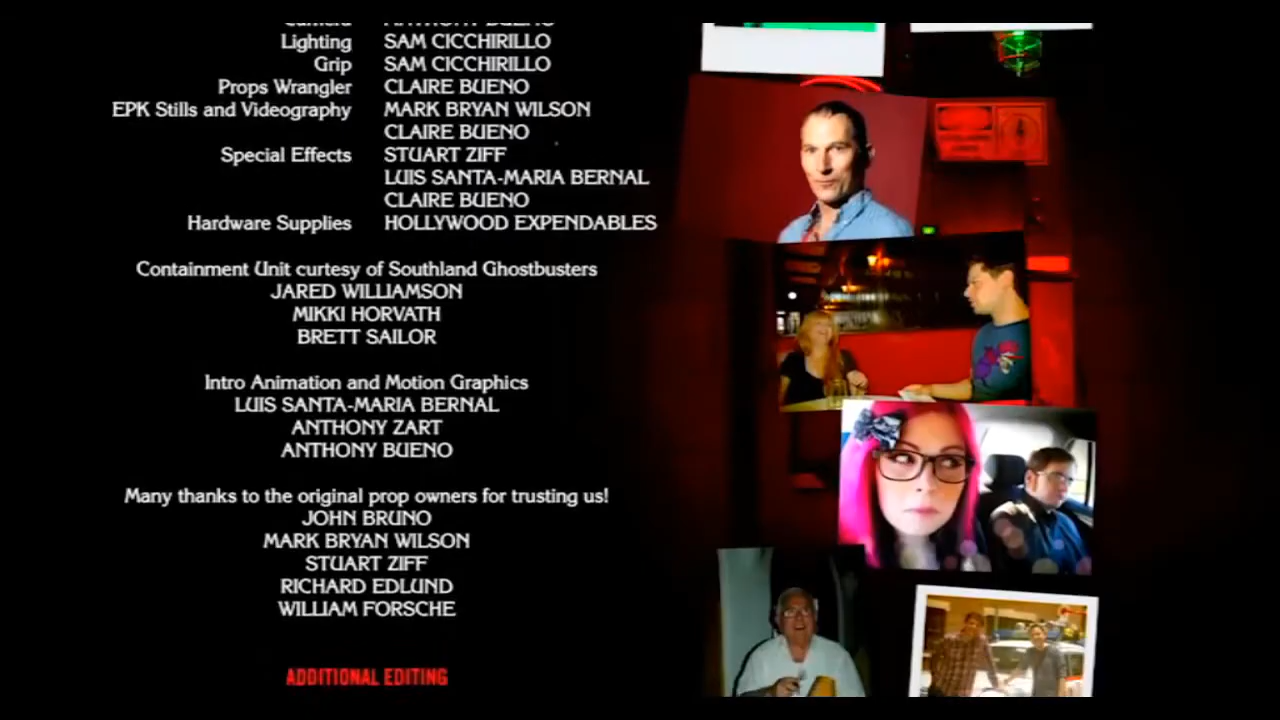 Lighting SAM CICCHIRILLO
Grip SAM CICCHIRILLO
Props Wrangler CLAIRE BUENO
EPK Stills and Videography MARK BRYAN WILSON
CLAIRE BUENO
Special Effects STUART ZIFF
LUIS SANTA-MARIA BERNAL
CLAIRE BUENO
Hardware Supplies HOLLYWOOD EXPENDABLES
Containment Unit curtesy of Southland Ghostbusters
JARED WILLIAMSON
MIKKI HORVATH
BRETT SAILOR
Intro Animation and Motion Graphics
LUIS SANTA-MARIA BERNAL
ANTHONY ZART
ANTHONY BUENO
Many thanks to the original prop owners for trusting us!
JOHN BRUNO
MARK BRYAN WILSON
STUART ZIFF
RICHARD EDLUND
WILLIAM FORSCHE
ADDITIONAL EDITING